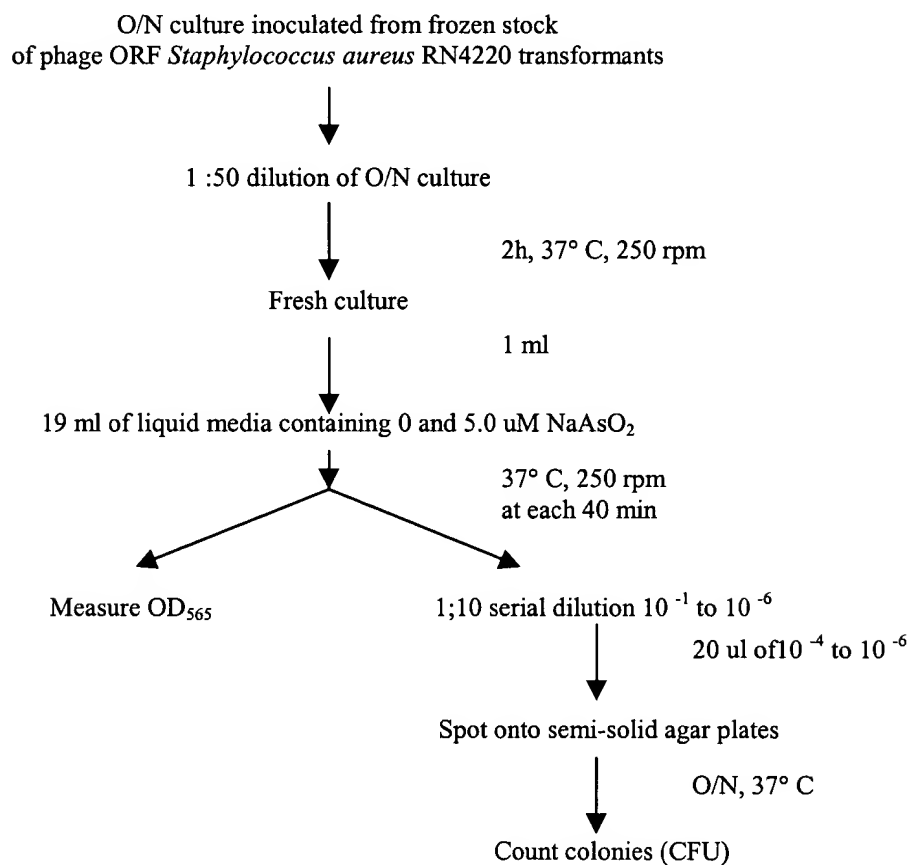 O/N culture inoculated from frozen stock
of phage ORF Staphylococcus aureus RN4220 transformants
1 :50 dilution of O/N culture
2h, 37° C, 250 rpm
Fresh culture
1 ml
19 ml of liquid media containing 0 and 5.0 uM NaAsO₂
37° C, 250 rpm
at each 40 min
Measure OD₅₆₅
1;10 serial dilution 10 ⁻¹ to 10 ⁻⁶
20 ul of10 ⁻⁴ to 10 ⁻⁶
Spot onto semi-solid agar plates
O/N, 37° C
Count colonies (CFU)